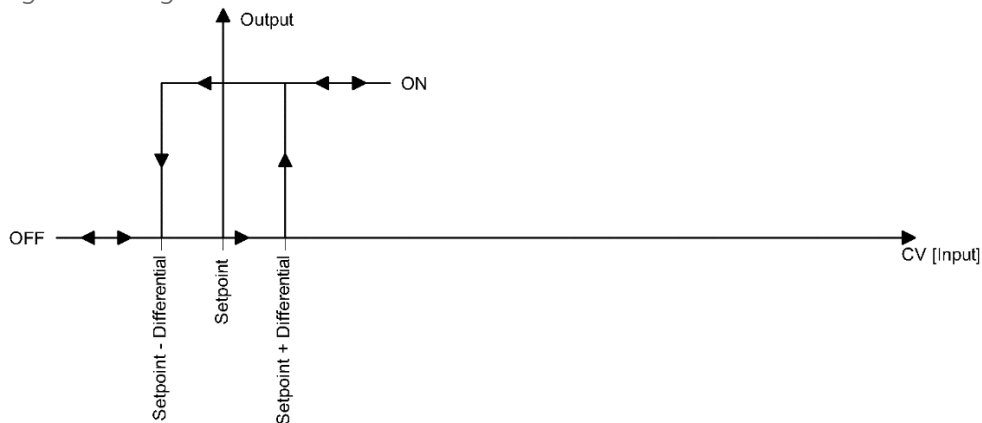 Output
ON
OFF
CV [Input]
Setpoint - Differential
Setpoint
Setpoint + Differential